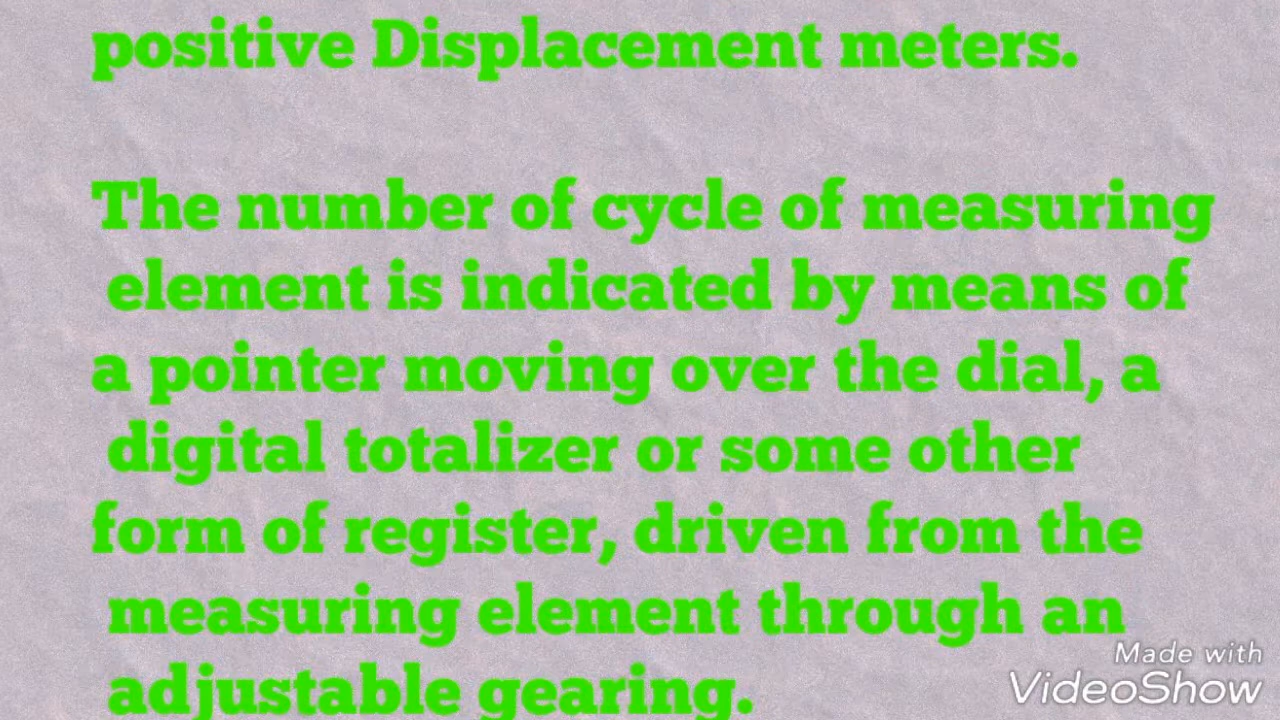 positive Displacement meters.
The number of cycle of measuring
element is indicated by means of
a pointer moving over the dial, a
digital totalizer or some other
form of register, driven from the
measuring element through an
adjustable gearing.
Made with
VideoShow